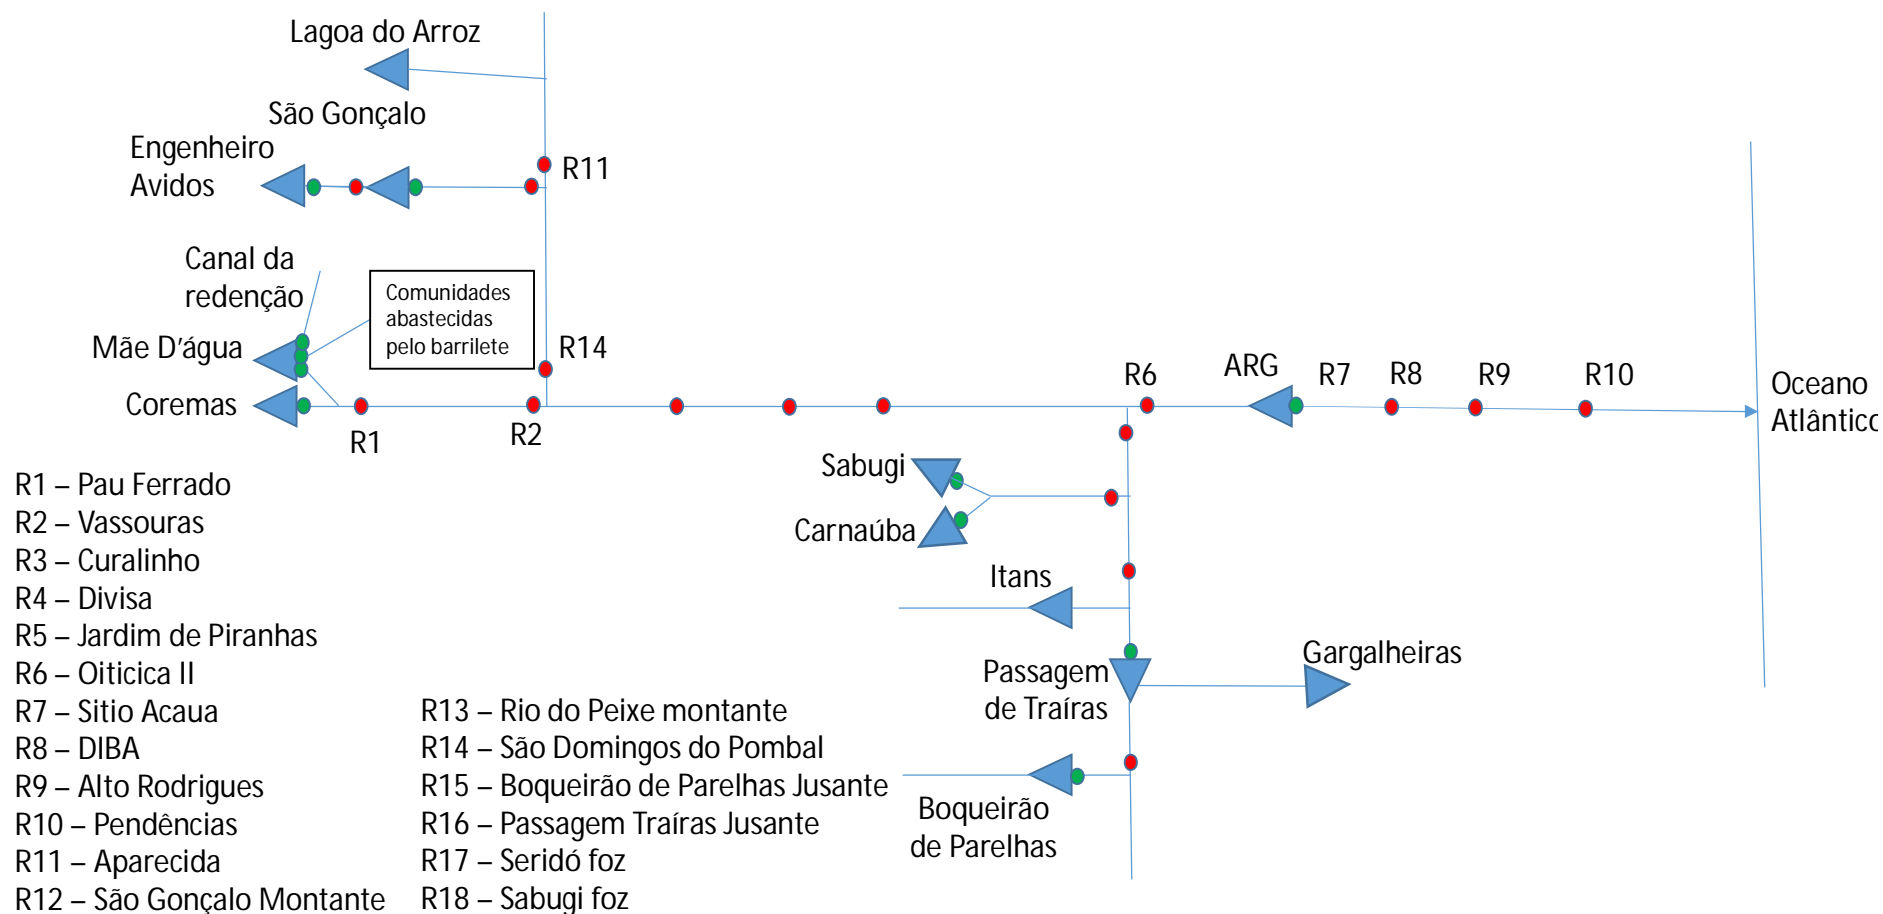 Lagoa do Arroz
São Gonçalo
Engenheiro
Avidos
R11
Canal da
redenção
Comunidades
abastecidas
pelo barrilete
Mãe D'água
R14
Coremas
R1
R2
R6
ARG
R7
R8
R9
R10
Oceano
Atlântico
Sabugi
Carnaúba
Itans
Passagem
de Traíras
Gargalheiras
Boqueirão
de Parelhas
R1 – Pau Ferrado
R2 – Vassouras
R3 – Curalinho
R4 – Divisa
R5 – Jardim de Piranhas
R6 – Oiticica II
R7 – Sitio Acaua
R8 – DIBA
R9 – Alto Rodrigues
R10 – Pendências
R11 – Aparecida
R12 – São Gonçalo Montante
R13 – Rio do Peixe montante
R14 – São Domingos do Pombal
R15 – Boqueirão de Parelhas Jusante
R16 – Passagem Traíras Jusante
R17 – Seridó foz
R18 – Sabugi foz